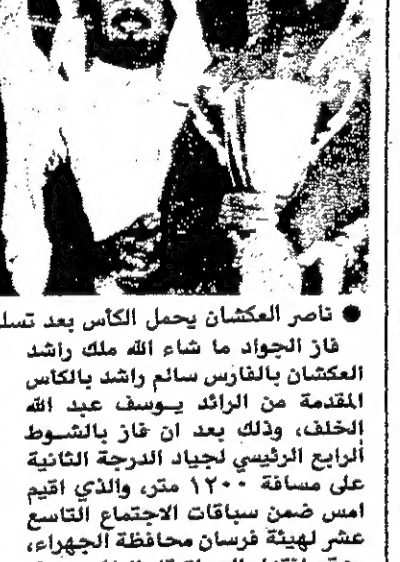 ● ناصر العكشان يحمل الكأس بعد تسل
فاز الجواد ما شاء الله ملك راشد
العكشان بالفارس سالم راشد بالكأس
المقدمة من الرائد يوسف عبد الله
الخلف، وذلك بعد ان فاز بالشوط
الرابع الرئيسي لجياد الدرجة الثانية
على مسافة ١٢٠٠ متر، والذي اقيم
امس ضمن سباقات الاجتماع التاسع
عشر لهيئة فرسان محافظة الجهراء،